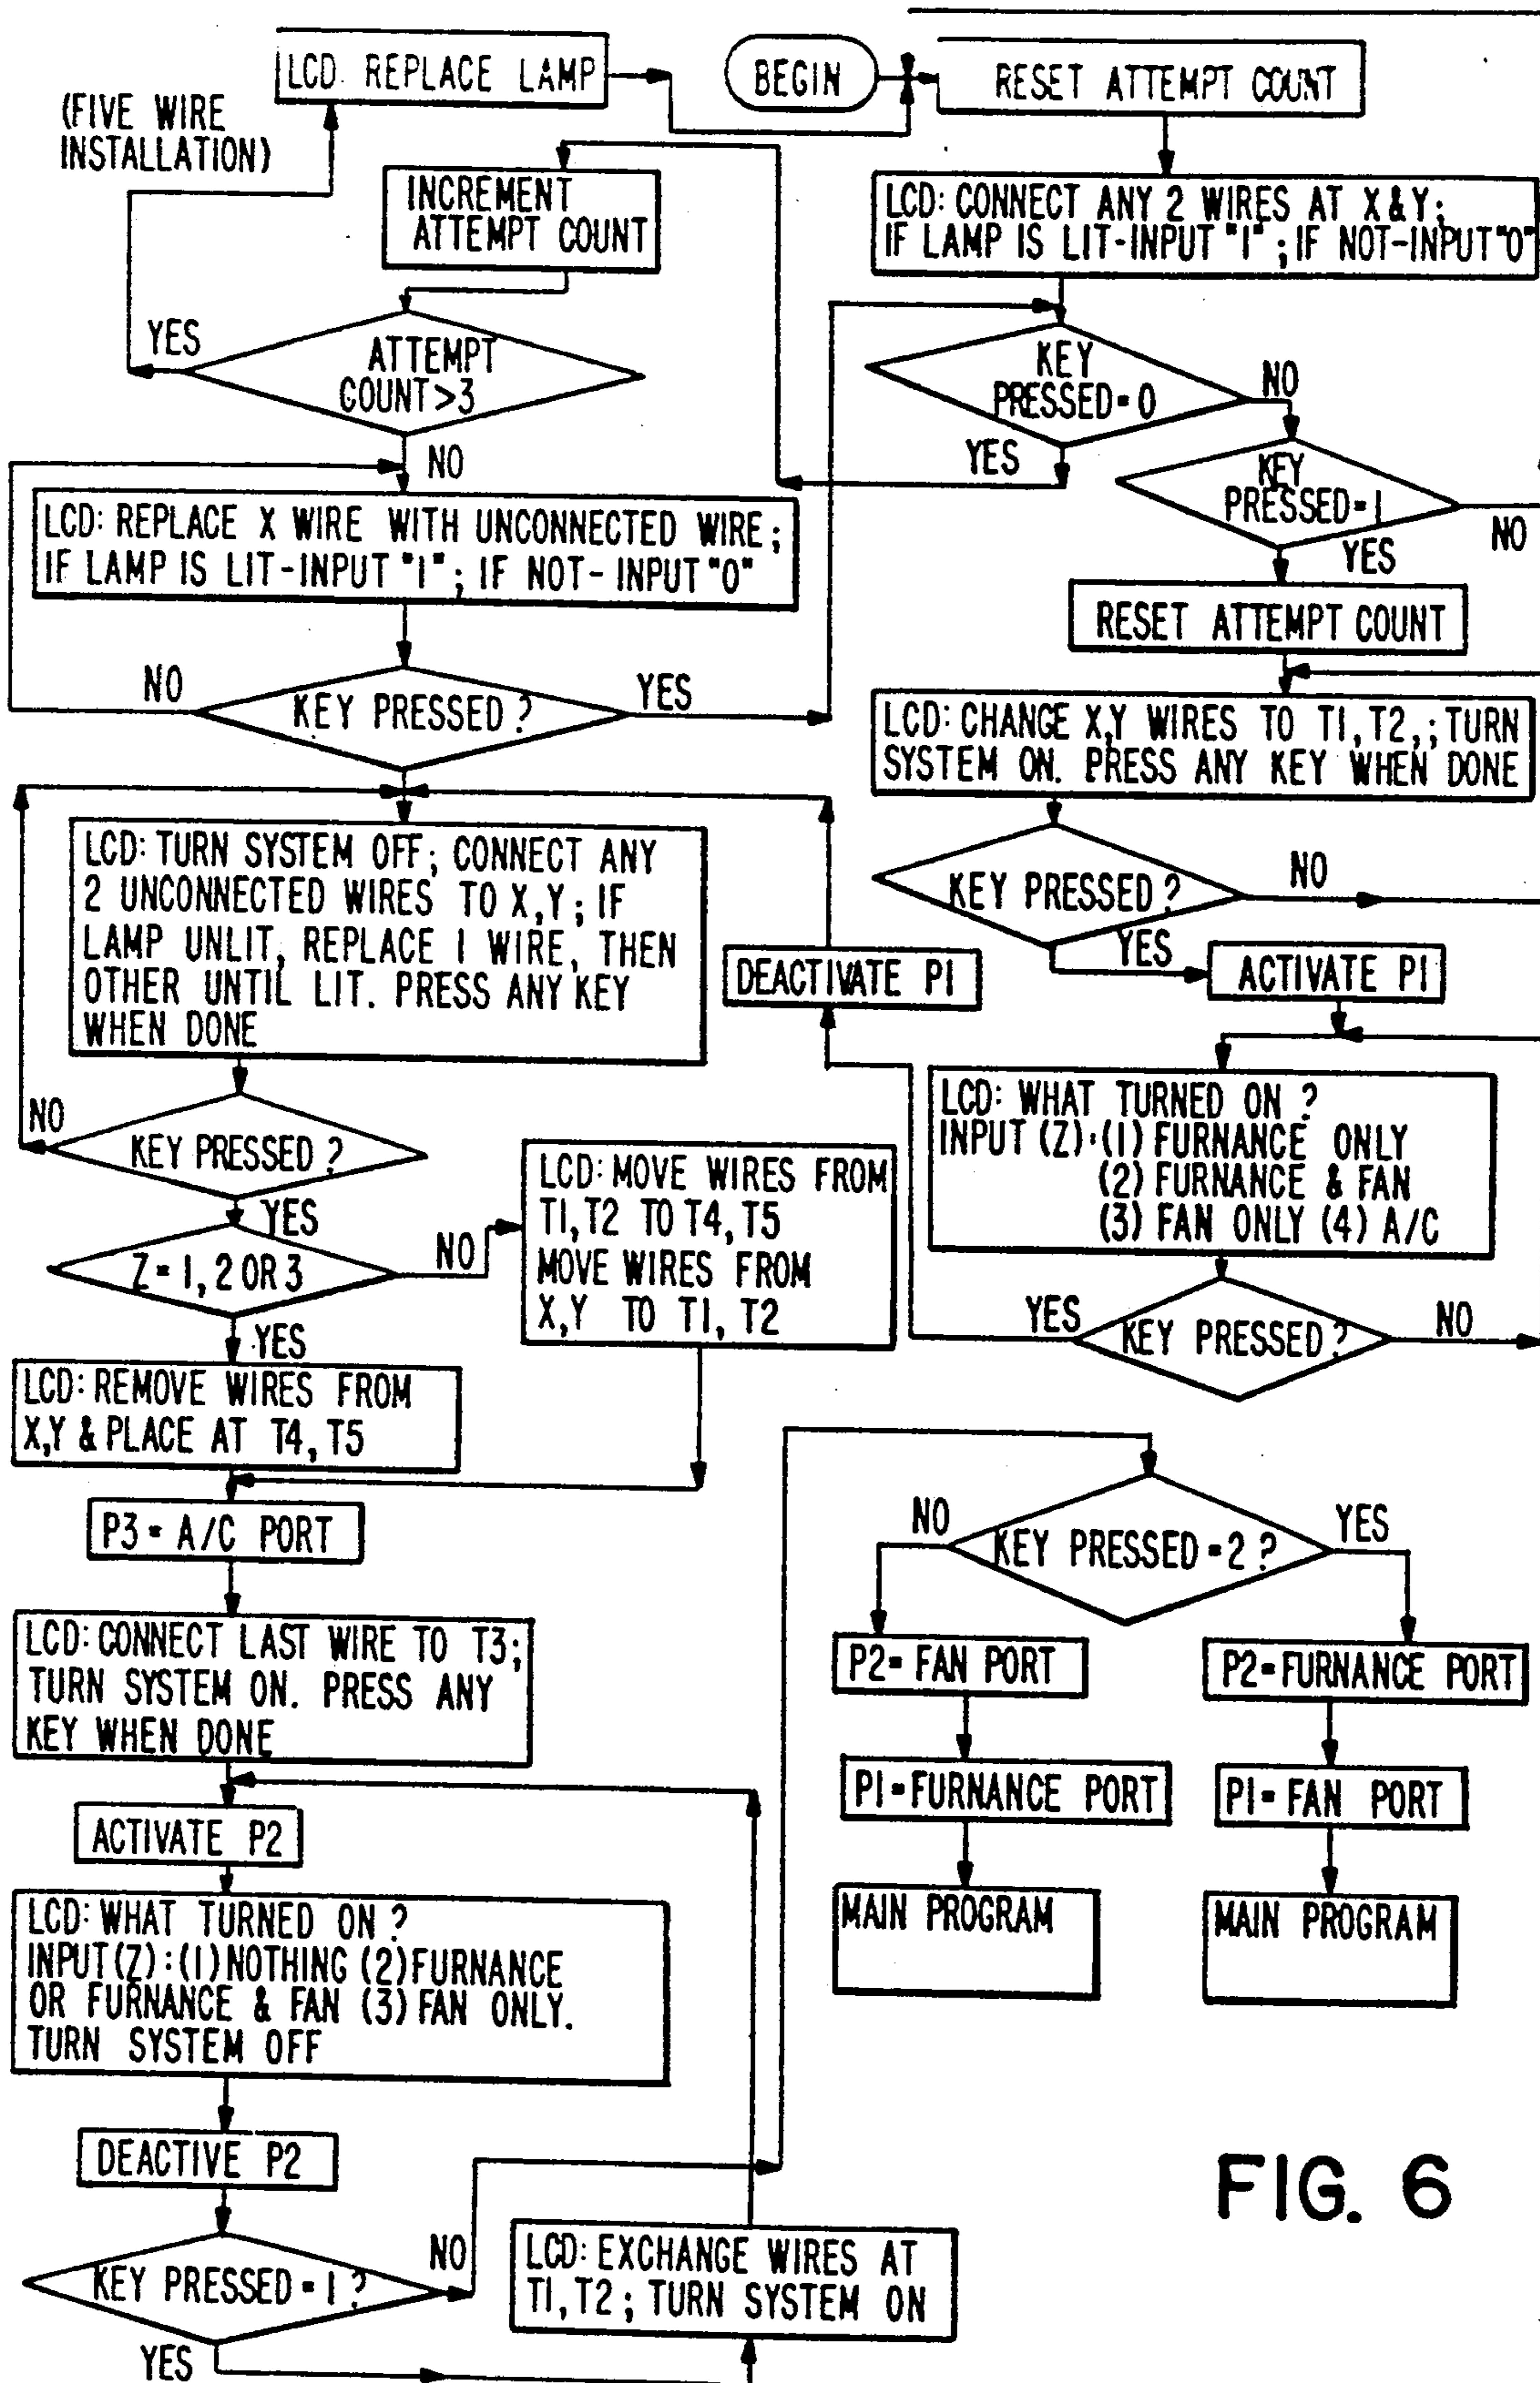 (FIVE WIRE
INSTALLATION)
LCD: REPLACE LAMP
BEGIN
RESET ATTEMPT COUNT
INCREMENT
ATTEMPT COUNT
LCD: CONNECT ANY 2 WIRES AT X & Y;
IF LAMP IS LIT-INPUT "1"; IF NOT-INPUT "0"
YES
ATTEMPT
COUNT>3
NO
KEY
PRESSED=0
NO
YES
KEY
PRESSED=1
NO
YES
LCD: REPLACE X WIRE WITH UNCONNECTED WIRE;
IF LAMP IS LIT-INPUT "1"; IF NOT- INPUT "0"
RESET ATTEMPT COUNT
NO
KEY PRESSED?
YES
LCD: CHANGE X,Y WIRES TO T1,T2,; TURN
SYSTEM ON. PRESS ANY KEY WHEN DONE
LCD: TURN SYSTEM OFF; CONNECT ANY
2 UNCONNECTED WIRES TO X,Y; IF
LAMP UNLIT, REPLACE 1 WIRE, THEN
OTHER UNTIL LIT. PRESS ANY KEY
WHEN DONE
KEY PRESSED?
NO
YES
DEACTIVATE P1
ACTIVATE P1
LCD: WHAT TURNED ON ?
INPUT (Z):(1) FURNANCE ONLY
(2) FURNANCE & FAN
(3) FAN ONLY (4) A/C
NO
KEY PRESSED?
YES
LCD: MOVE WIRES FROM
T1,T2 TO T4,T5
MOVE WIRES FROM
X,Y TO T1, T2
Z = 1, 2 OR 3
NO
YES
YES
KEY PRESSED?
NO
LCD: REMOVE WIRES FROM
X,Y & PLACE AT T4,T5
P3 = A/C PORT
NO
KEY PRESSED = 2 ?
YES
LCD: CONNECT LAST WIRE TO T3;
TURN SYSTEM ON. PRESS ANY
KEY WHEN DONE
P2= FAN PORT
P2=FURNANCE PORT
P1=FURNANCE PORT
P1= FAN PORT
ACTIVATE P2
MAIN PROGRAM
MAIN PROGRAM
LCD: WHAT TURNED ON ?
INPUT(Z):(1)NOTHING (2)FURNANCE
OR FURNANCE & FAN (3) FAN ONLY.
TURN SYSTEM OFF
DEACTIVE P2
KEY PRESSED = 1 ?
NO
YES
LCD: EXCHANGE WIRES AT
T1,T2; TURN SYSTEM ON
FIG. 6